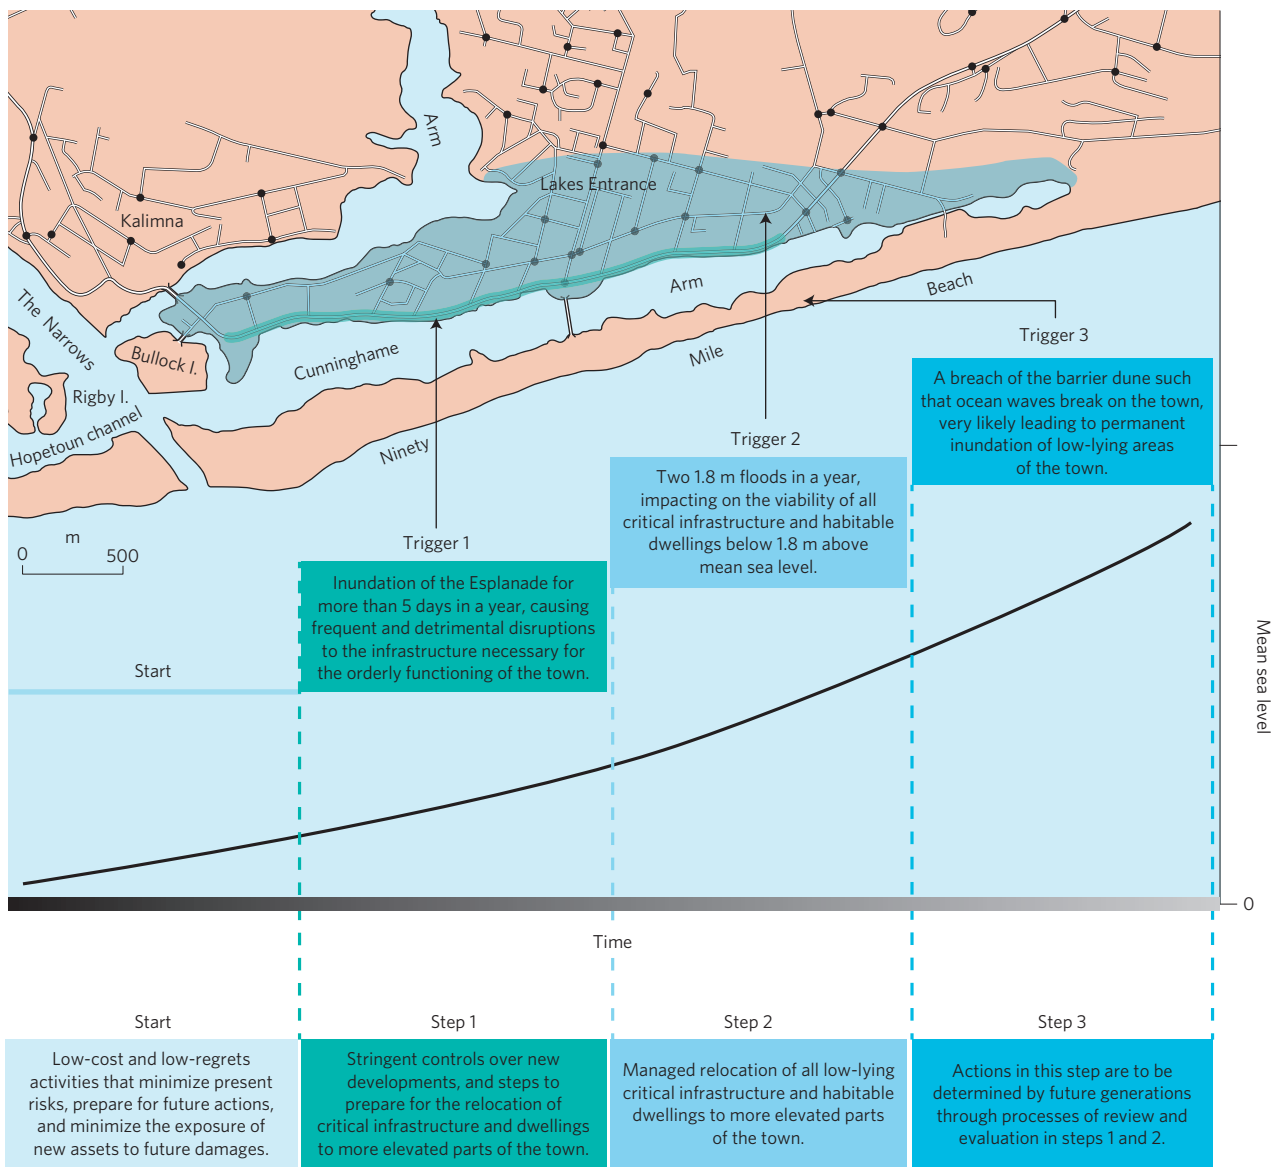 Arm
Lakes Entrance
Kalimna
The Narrows
Arm
Beach
Trigger 3
Bullock I.
Cunninghame
Mile
Rigby I.
Hopetoun channel
Ninety
A breach of the barrier dune such
that ocean waves break on the town,
very likely leading to permanent
inundation of low-lying areas
of the town.
Trigger 2
Two 1.8 m floods in a year,
impacting on the viability of all
critical infrastructure and habitable
dwellings below 1.8 m above
mean sea level.
m
0 500
Trigger 1
Inundation of the Esplanade for
more than 5 days in a year, causing
frequent and detrimental disruptions
to the infrastructure necessary for
the orderly functioning of the town.
Start
Mean sea level
0
Time
Start
Low-cost and low-regrets
activities that minimize present
risks, prepare for future actions,
and minimize the exposure of
new assets to future damages.
Step 1
Stringent controls over new
developments, and steps to
prepare for the relocation of
critical infrastructure and dwellings
to more elevated parts of the town.
Step 2
Managed relocation of all low-lying
critical infrastructure and habitable
dwellings to more elevated parts
of the town.
Step 3
Actions in this step are to be
determined by future generations
through processes of review and
evaluation in steps 1 and 2.